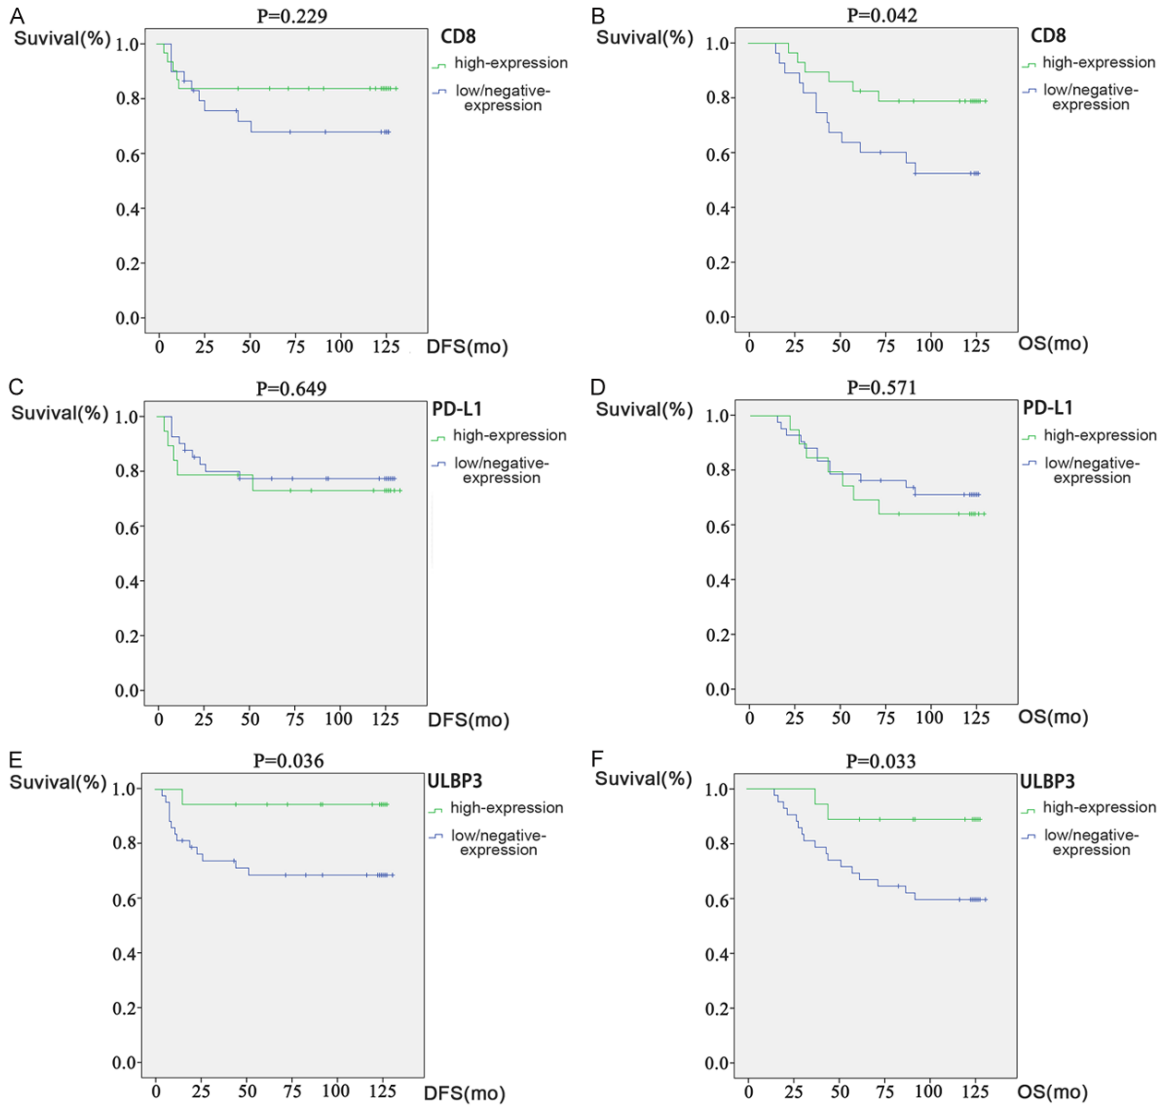 A
P=0.229
Suvival(%)
CD8
high-expression
low/negative-
expression
1.0
0.8
0.6
0.4
0.2
0.0
0 25 50 75 100 125
DFS(mo)
B
P=0.042
Suvival(%)
CD8
high-expression
low/negative-
expression
1.0
0.8
0.6
0.4
0.2
0.0
0 25 50 75 100 125
OS(mo)
C
P=0.649
Suvival(%)
PD-L1
high-expression
low/negative-
expression
1.0
0.8
0.6
0.4
0.2
0.0
0 25 50 75 100 125
DFS(mo)
D
P=0.571
Suvival(%)
PD-L1
high-expression
low/negative-
expression
1.0
0.8
0.6
0.4
0.2
0.0
0 25 50 75 100 125
OS(mo)
E
P=0.036
Suvival(%)
ULBP3
high-expression
low/negative-
expression
1.0
0.8
0.6
0.4
0.2
0.0
0 25 50 75 100 125
DFS(mo)
F
P=0.033
Suvival(%)
ULBP3
high-expression
low/negative-
expression
1.0
0.8
0.6
0.4
0.2
0.0
0 25 50 75 100 125
OS(mo)